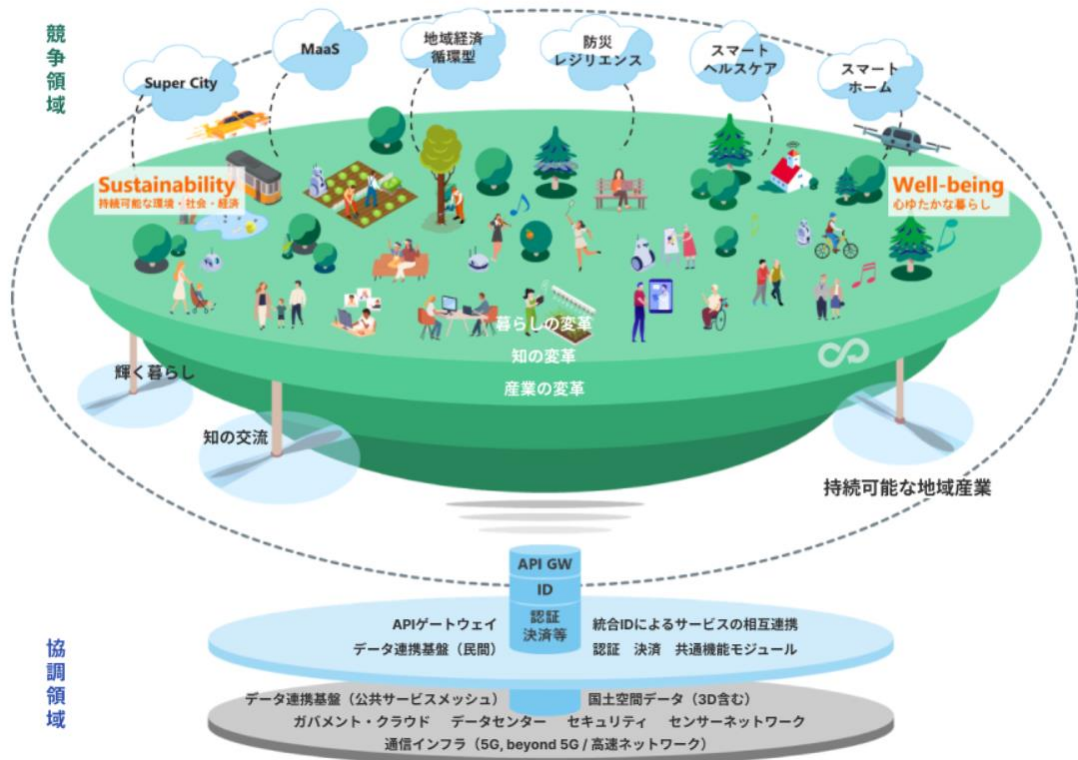 競争領域
Super City
MaaS
地域経済
循環型
防災
レジリエンス
スマート
ヘルスケア
スマート
ホーム
Sustainability
持続可能な環境・社会・経済
Well-being
心ゆたかな暮らし
暮らしの変革
知の変革
産業の変革
輝く暮らし
知の交流
持続可能な地域産業
協調領域
API GW
ID
認証
決済等
APIゲートウェイ
統合IDによるサービスの相互連携
データ連携基盤（民間）
認証 決済 共通機能モジュール
データ連携基盤（公共サービスメッシュ）
国土空間データ（3D含む）
ガバメント・クラウド データセンター セキュリティ センサーネットワーク
通信インフラ（5G, beyond 5G / 高速ネットワーク）